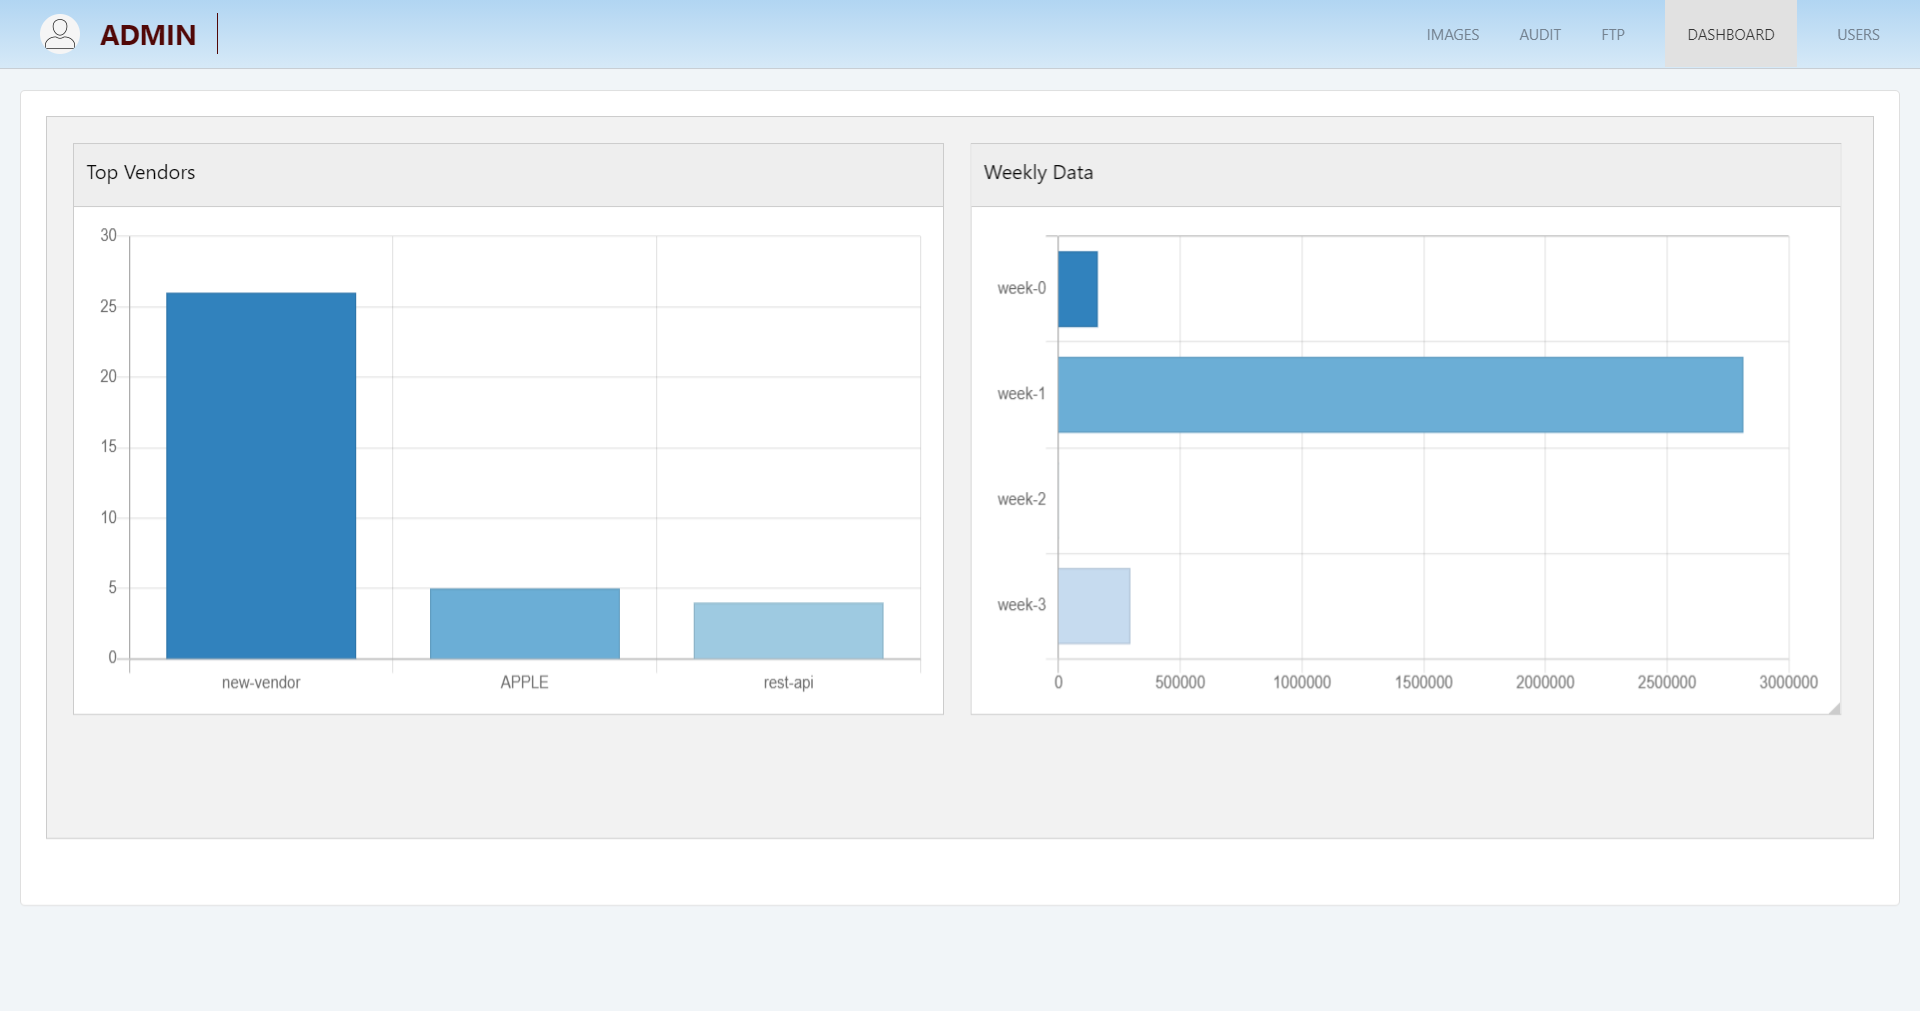 ADMIN
IMAGES AUDIT FTP DASHBOARD USERS
Top Vendors
30
25
20
15
10
5
0
new-vendor APPLE rest-api
Weekly Data
week-0
week-1
week-2
week-3
0 500000 1000000 1500000 2000000 2500000 3000000